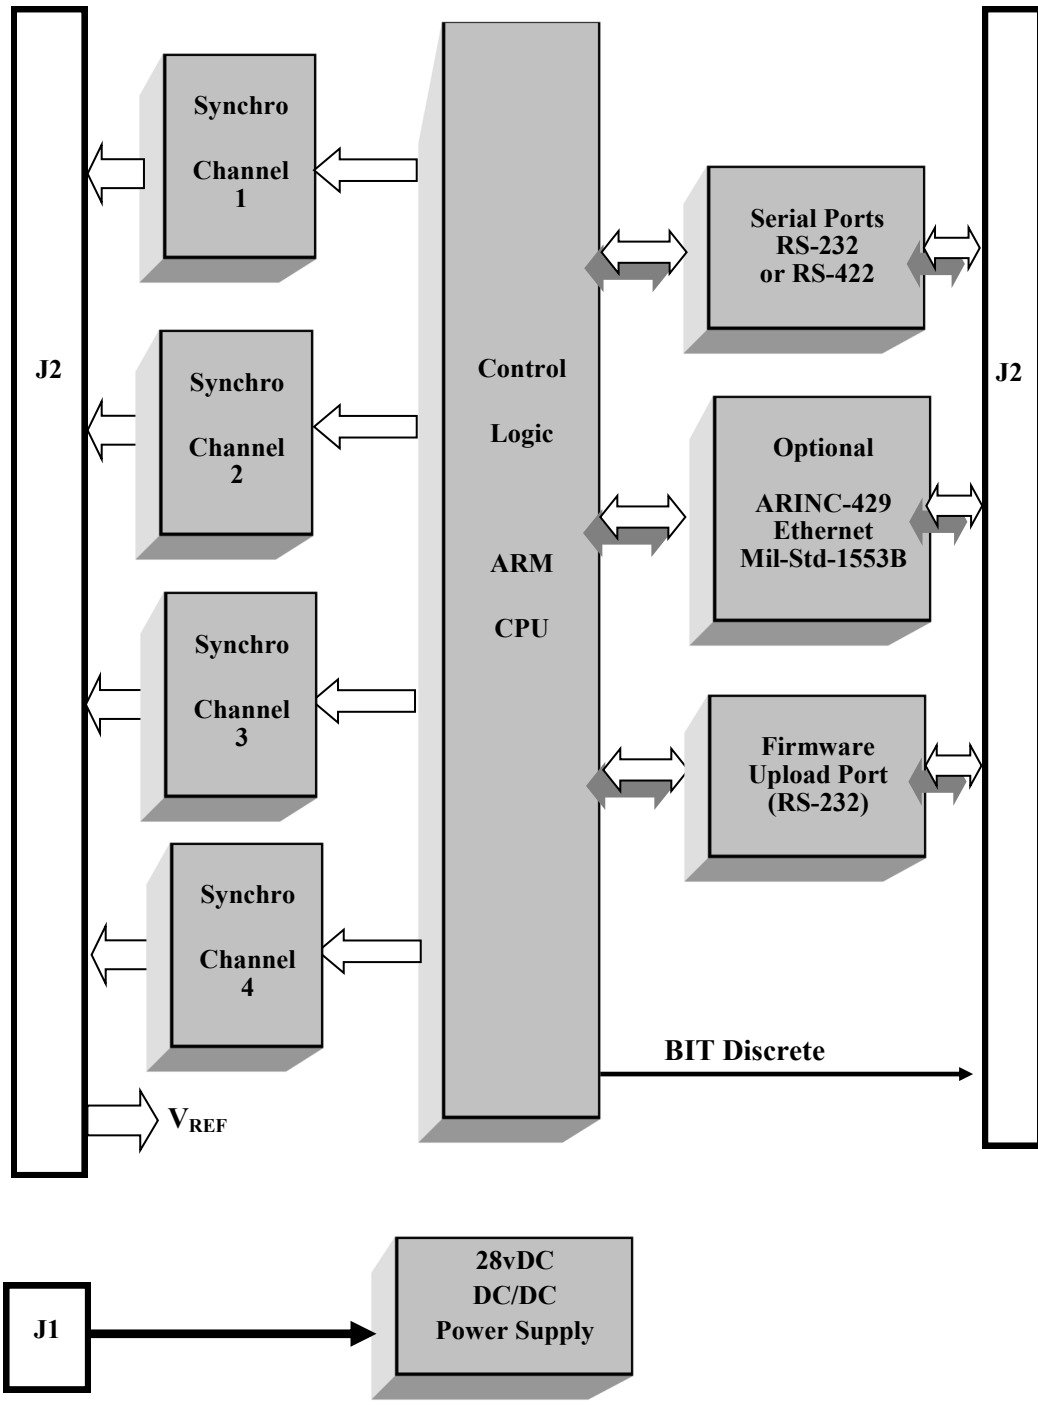 J2
Synchro
Channel
1
Synchro
Channel
2
Synchro
Channel
3
Synchro
Channel
4
VREF
Control
Logic
ARM
CPU
Serial Ports
RS-232
or RS-422
Optional
ARINC-429
Ethernet
Mil-Std-1553B
Firmware
Upload Port
(RS-232)
BIT Discrete
J2
J1
28vDC
DC/DC
Power Supply